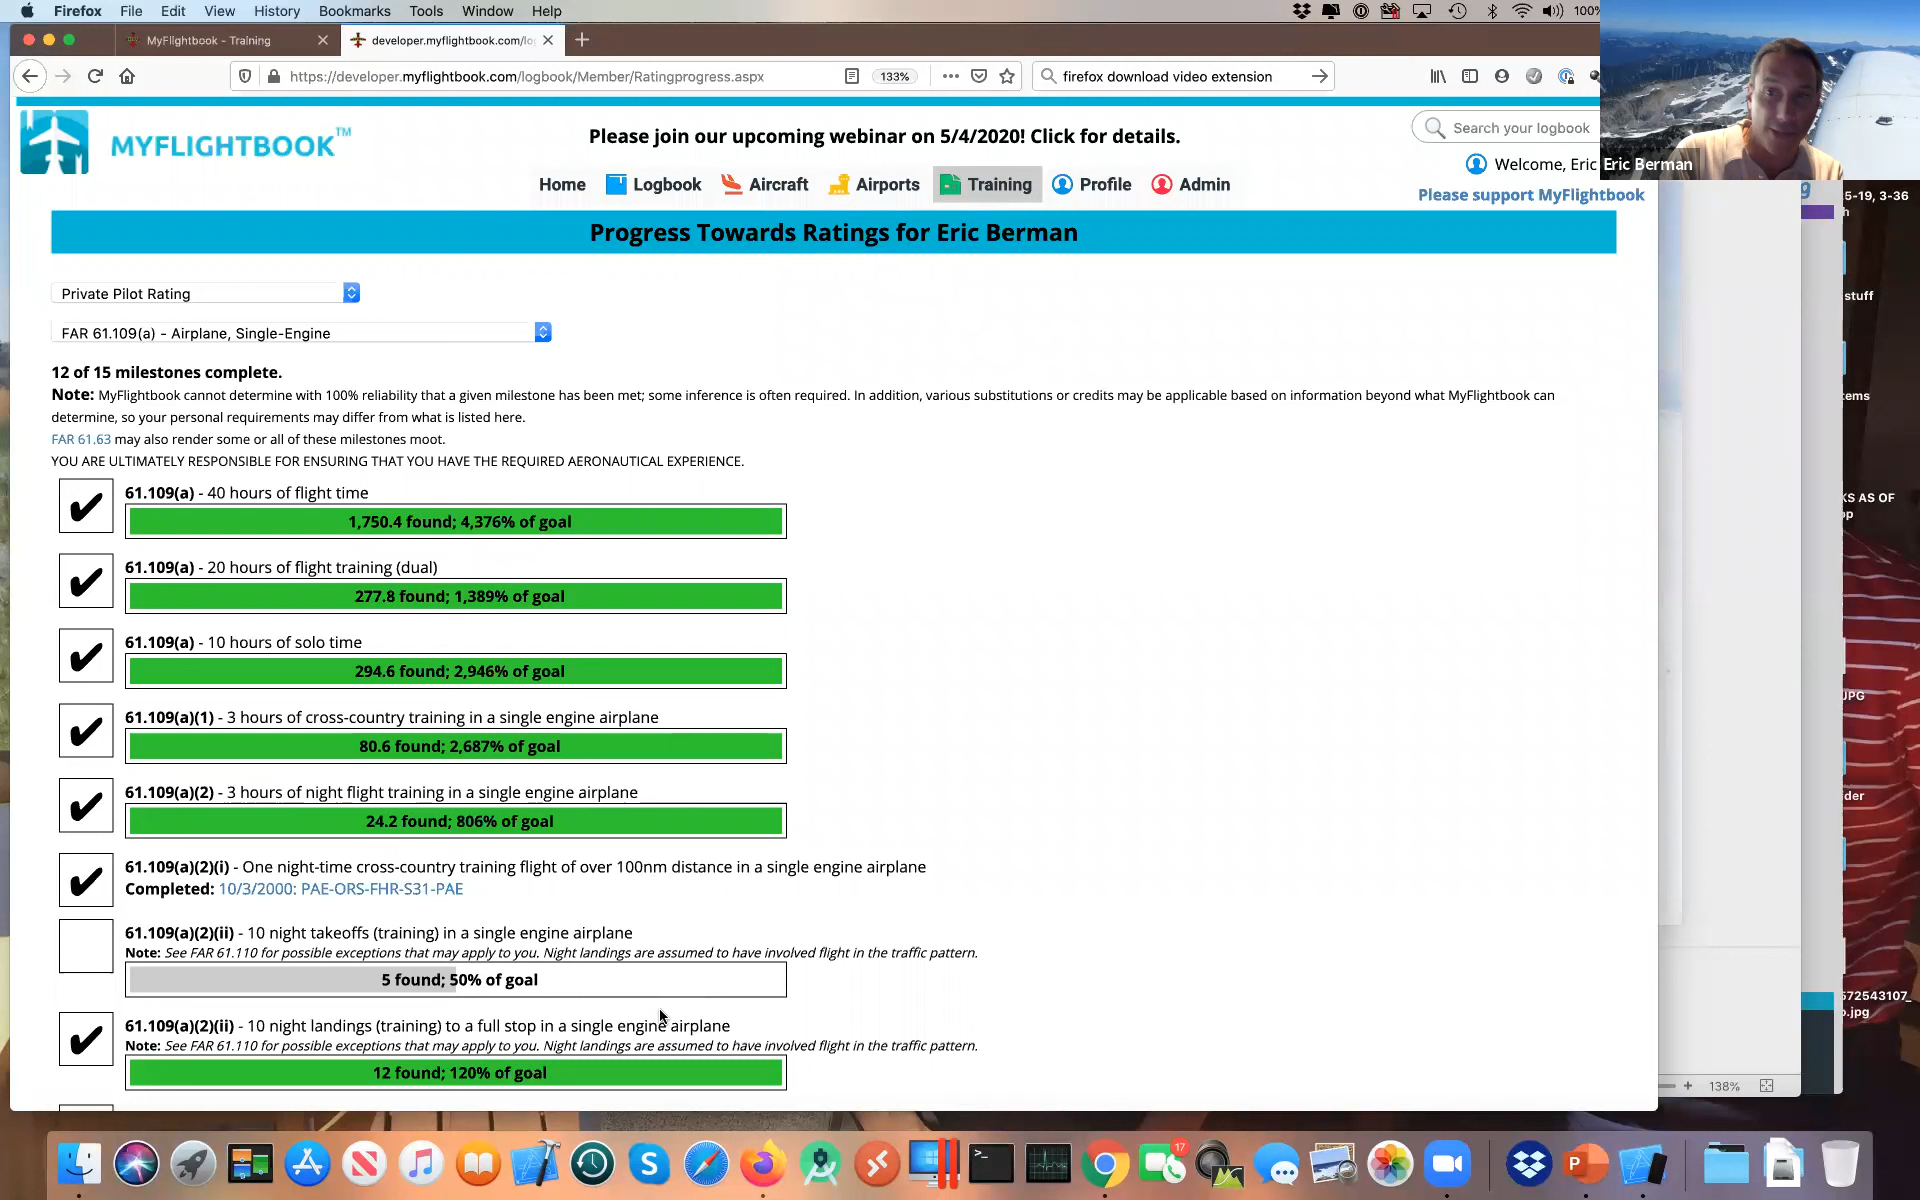 Firefox File Edit View History Bookmarks Tools Window Help 100%
MyFlightbook - Training
developer.myflightbook.com/lo
https://developer.myflightbook.com/logbook/Member/Ratingprogress.aspx 133%
firefox download video extension
MYFLIGHTBOOK™
Please join our upcoming webinar on 5/4/2020! Click for details.
Search your logbook
Welcome, Eric
Eric Berman
Home Logbook Aircraft Airports Training Profile Admin
Please support MyFlightbook
Progress Towards Ratings for Eric Berman
Private Pilot Rating
FAR 61.109(a) - Airplane, Single-Engine
12 of 15 milestones complete.
Note: MyFlightbook cannot determine with 100% reliability that a given milestone has been met; some inference is often required. In addition, various substitutions or credits may be applicable based on information beyond what MyFlightbook can
determine, so your personal requirements may differ from what is listed here.
FAR 61.63 may also render some or all of these milestones moot.
YOU ARE ULTIMATELY RESPONSIBLE FOR ENSURING THAT YOU HAVE THE REQUIRED AERONAUTICAL EXPERIENCE.
61.109(a) - 40 hours of flight time
1,750.4 found; 4,376% of goal
61.109(a) - 20 hours of flight training (dual)
277.8 found; 1,389% of goal
61.109(a) - 10 hours of solo time
294.6 found; 2,946% of goal
61.109(a)(1) - 3 hours of cross-country training in a single engine airplane
80.6 found; 2,687% of goal
61.109(a)(2) - 3 hours of night flight training in a single engine airplane
24.2 found; 806% of goal
61.109(a)(2)(i) - One night-time cross-country training flight of over 100nm distance in a single engine airplane
Completed: 10/3/2000: PAE-ORS-FHR-S31-PAE
61.109(a)(2)(ii) - 10 night takeoffs (training) in a single engine airplane
Note: See FAR 61.110 for possible exceptions that may apply to you. Night landings are assumed to have involved flight in the traffic pattern.
5 found; 50% of goal
61.109(a)(2)(ii) - 10 night landings (training) to a full stop in a single engine airplane
Note: See FAR 61.110 for possible exceptions that may apply to you. Night landings are assumed to have involved flight in the traffic pattern.
12 found; 120% of goal
5-19, 3-36
h
stuff
tems
KS AS OF
op
JPG
der
572543107_
o.jpg
138%
17